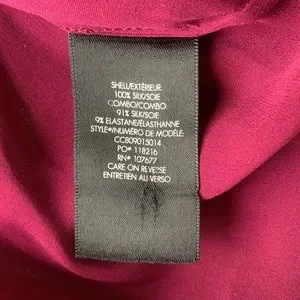 SHELL/EXTÉRIEUR:
100% SILK/SOIE
COMBO/COMBO
91% SILK/SOIE
9% ELASTANE/ELASTHANNE
STYLE#/NUMÉRO DE MODÈLE:
CC809015014
PO# 118216
RN# 107677
CARE ON REVERSE
ENTRETIEN AU VERSO